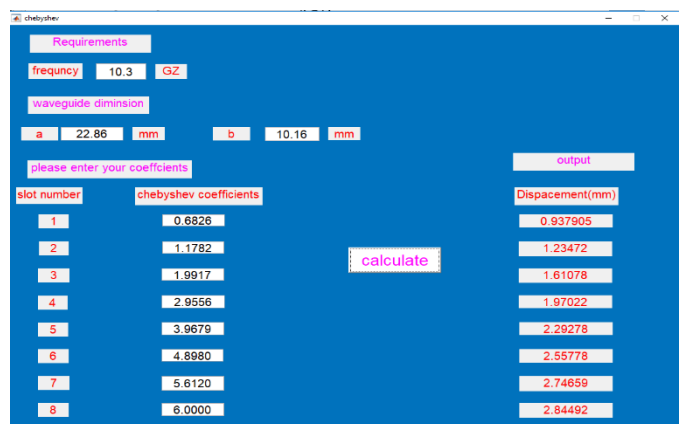 chebyshev
Requirements
frequncy 10.3 GZ
waveguide diminsion
a 22.86 mm b 10.16 mm
please enter your coeffcients output
slot number chebyshev coefficients Dispacement(mm)
1 0.6826 0.937905
2 1.1782 1.23472
calculate
3 1.9917 1.61078
4 2.9556 1.97022
5 3.9679 2.29278
6 4.8980 2.55778
7 5.6120 2.74659
8 6.0000 2.84492